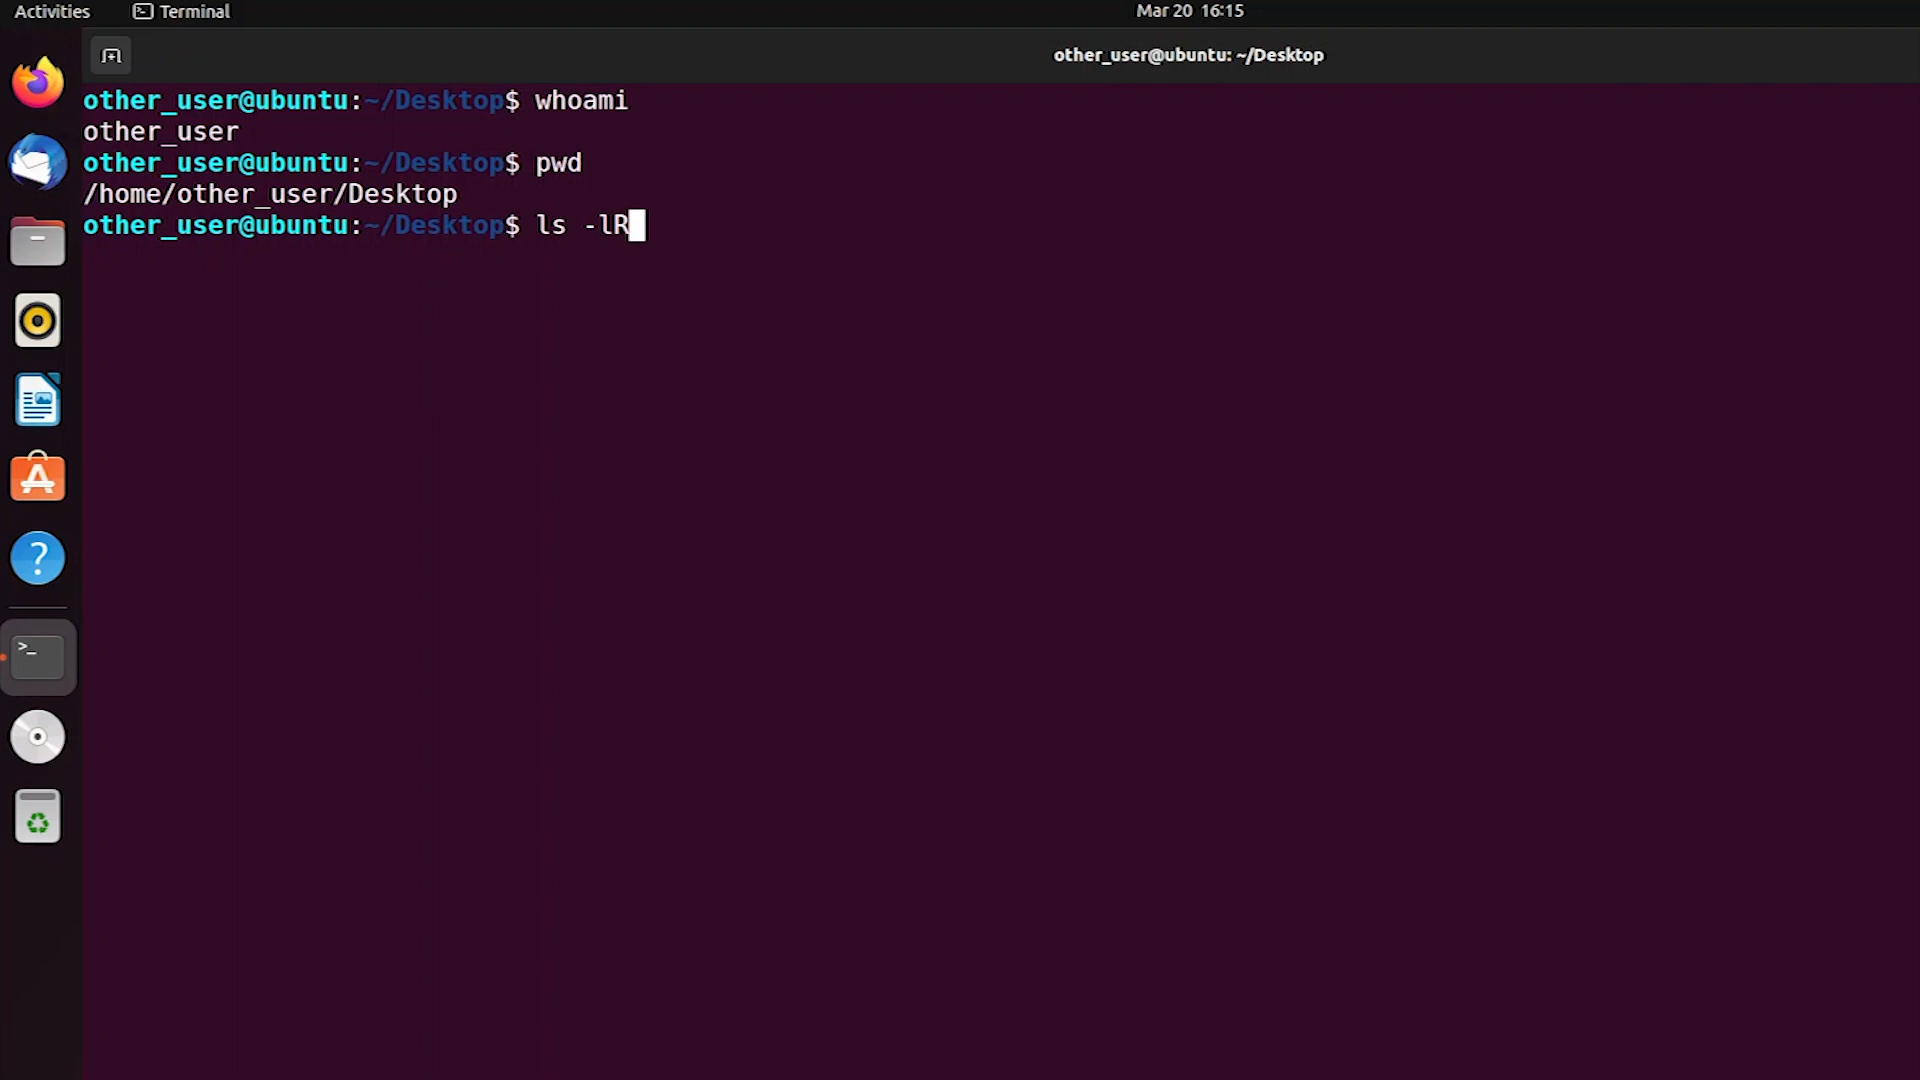 Activities
Terminal
Mar 20 16:15
other_user@ubuntu: ~/Desktop
other_user@ubuntu:~/Desktop$ whoami
other_user
other_user@ubuntu:~/Desktop$ pwd
/home/other_user/Desktop
other_user@ubuntu:~/Desktop$ ls -lR